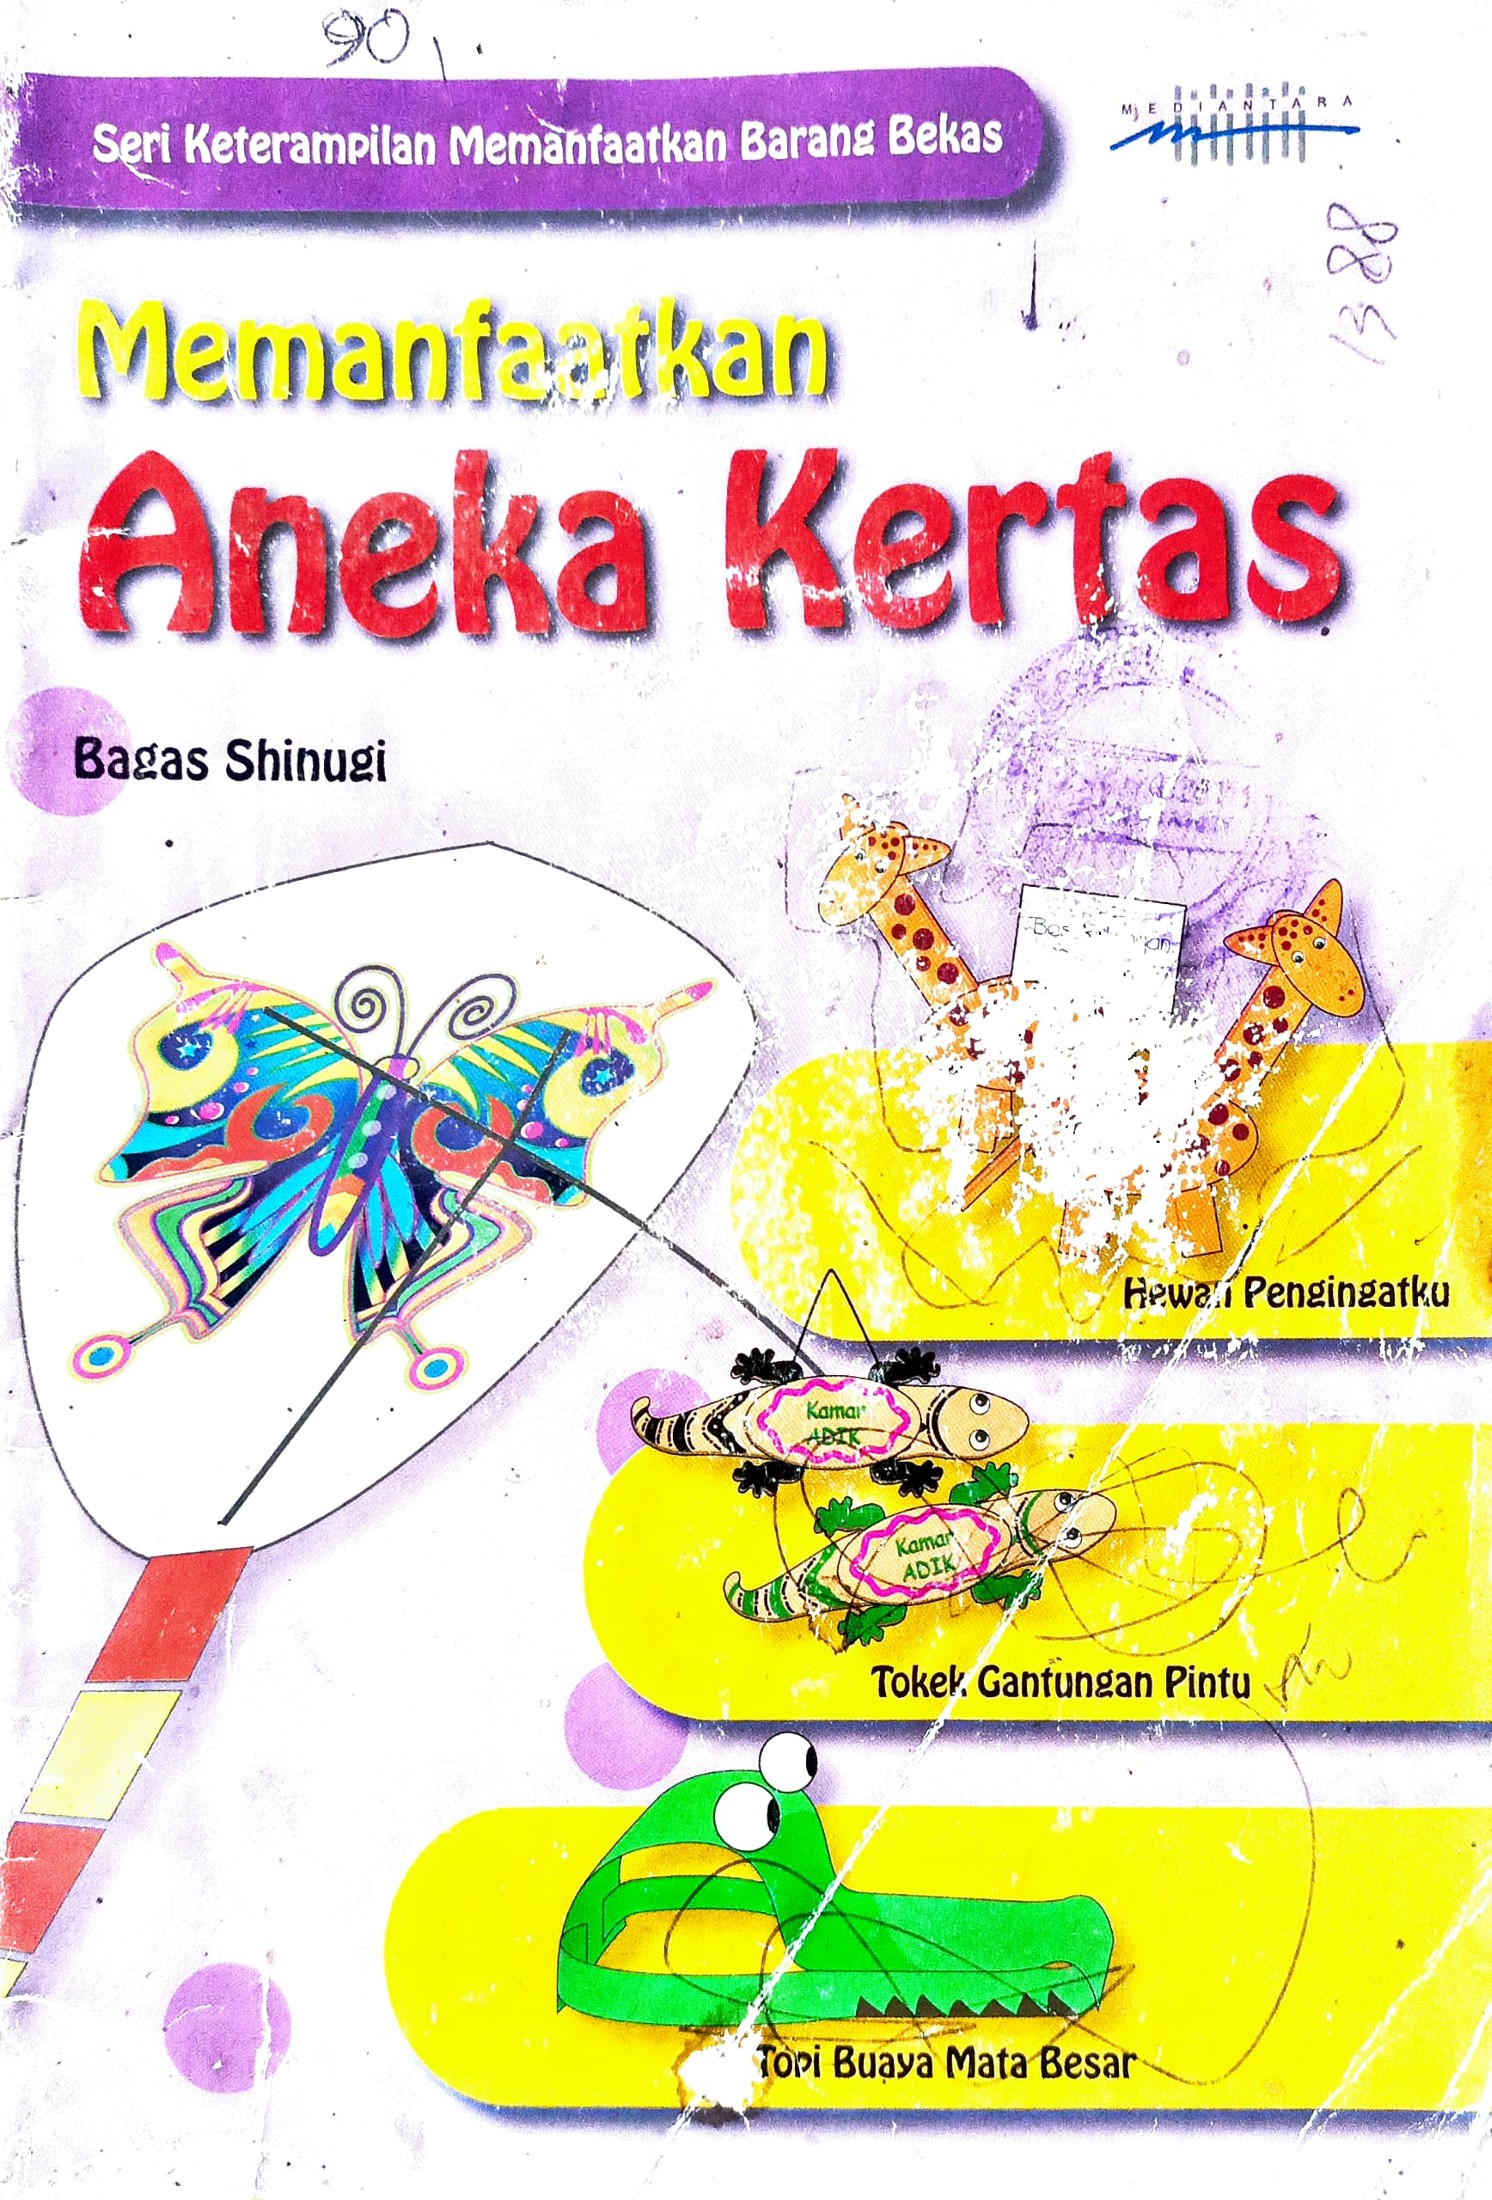 90
Seri Keterampilan Memanfaatkan Barang Bekas
MEDIANTARA
1388
Memanfaatkan
Aneka Kertas
Bagas Shinugi
Hewan Pengingatku
Kamar
ADIK
Kamar
ADIK
Tokek Gantungan Pintu
Topi Buaya Mata Besar